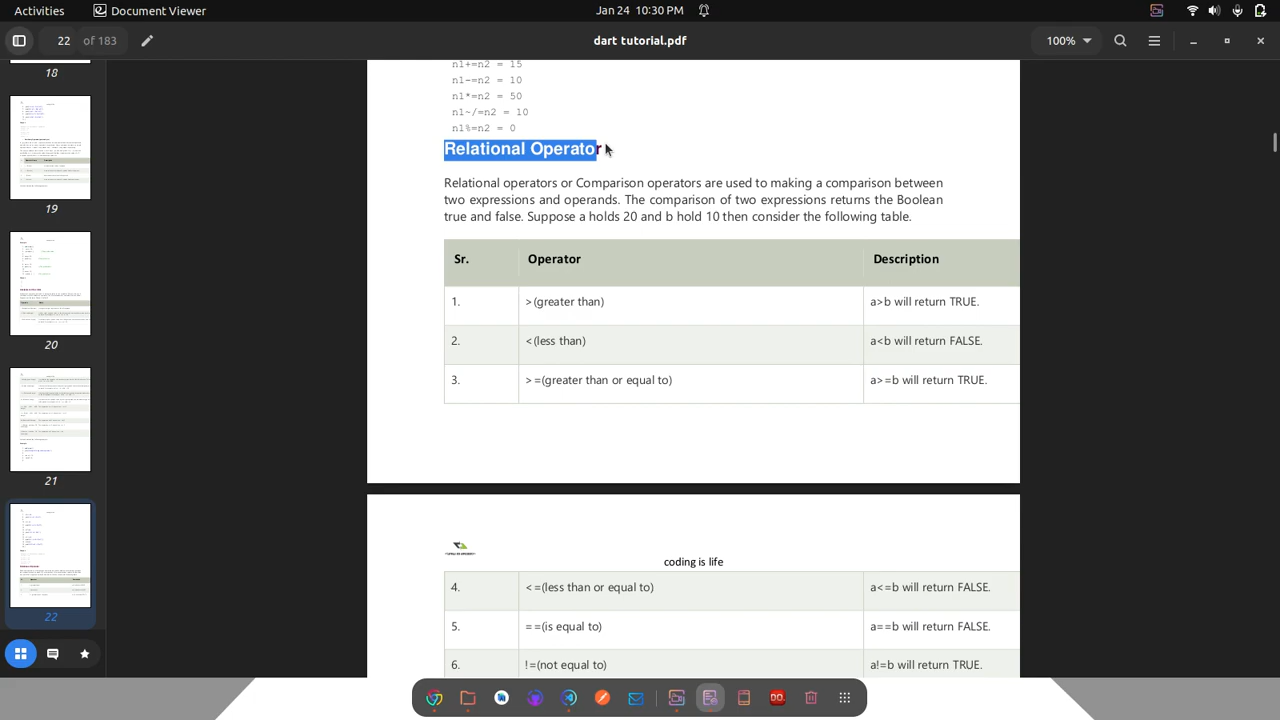 Activities Document Viewer Jan 24 10:30 PM
22 of 183 dart tutorial.pdf 100%
18
19
20
21
22
n1+=n2 = 15
n1-=n2 = 10
n1*=n2 = 50
n1~/=n2 = 10
n1%=n2 = 0
Relational Operator
Relational operators or Comparison operators are used to making a comparison between
two expressions and operands. The comparison of two expressions returns the Boolean
true and false. Suppose a holds 20 and b hold 10 then consider the following table.
Sr. Operator Description
1. >(greater than) a>b will return TRUE.
2. <(less than) a<b will return FALSE.
3. >=(greater than or equal to) a>=b will return TRUE.
coding is life
4. <=(less than or equal to) a<=b will return FALSE.
5. ==(is equal to) a==b will return FALSE.
6. !=(not equal to) a!=b will return TRUE.
DO.